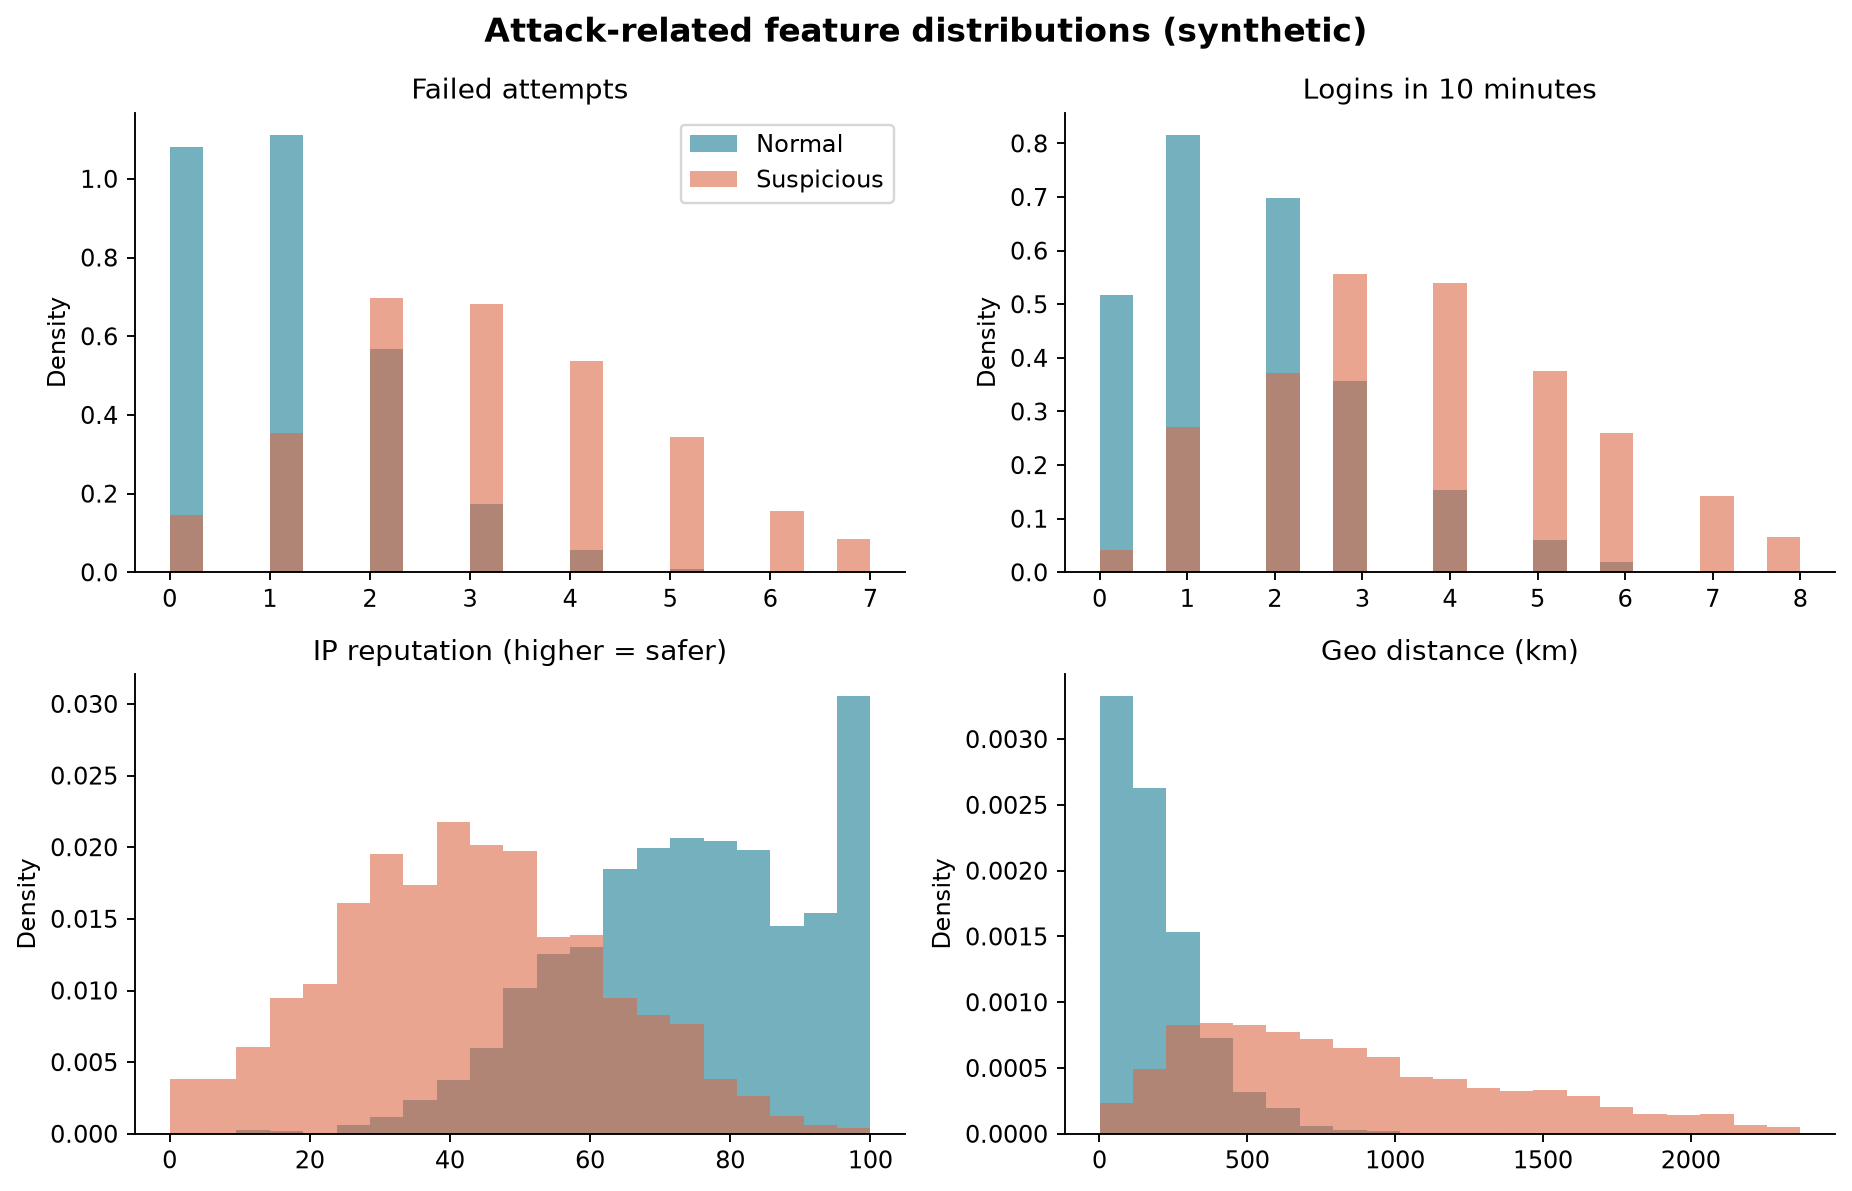 Attack-related feature distributions (synthetic)
Failed attempts
Normal
Suspicious
Density
1.0
0.8
0.6
0.4
0.2
0.0
0 1 2 3 4 5 6 7
Logins in 10 minutes
Density
0.8
0.7
0.6
0.5
0.4
0.3
0.2
0.1
0.0
0 1 2 3 4 5 6 7 8
IP reputation (higher = safer)
Density
0.030
0.025
0.020
0.015
0.010
0.005
0.000
0 20 40 60 80 100
Geo distance (km)
Density
0.0030
0.0025
0.0020
0.0015
0.0010
0.0005
0.0000
0 500 1000 1500 2000